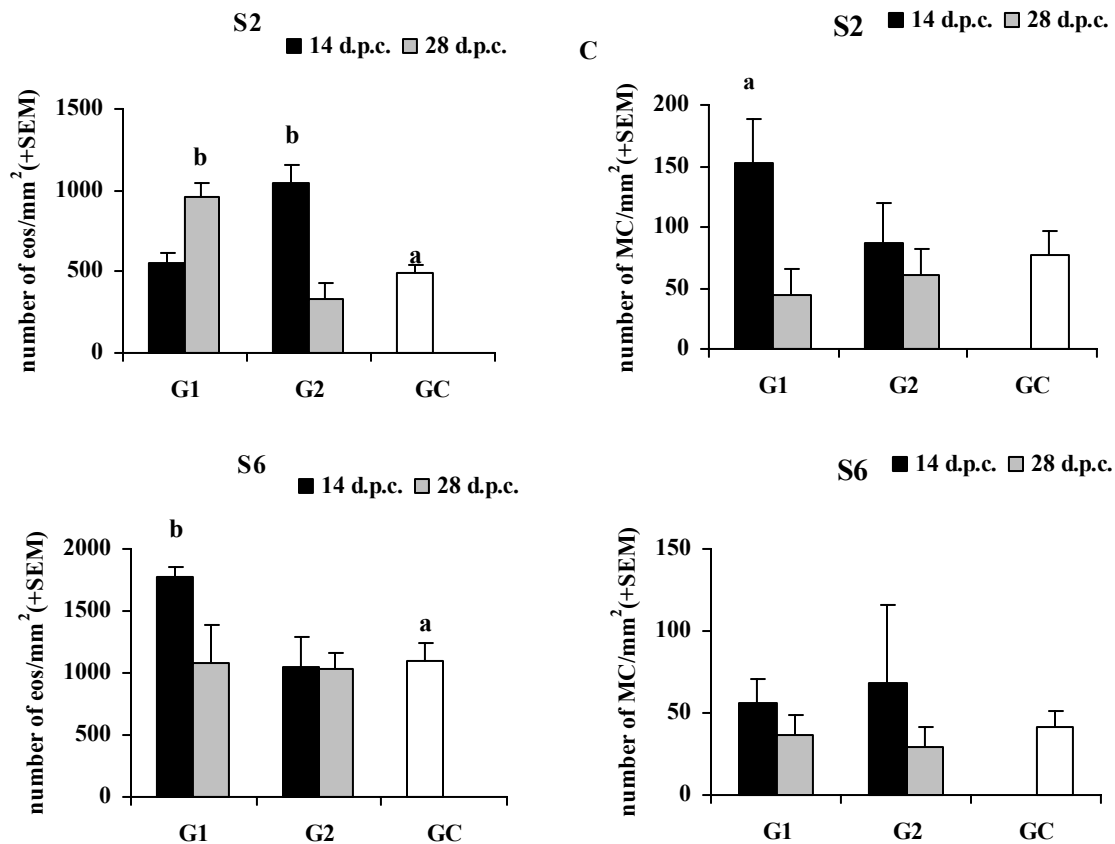 S2
14 d.p.c. 28 d.p.c.
number of eos/mm²(+SEM)
1500
1000
500
0
b
b
a
G1 G2 GC
C
S2
14 d.p.c. 28 d.p.c.
number of MC/mm²(+SEM)
200
150
100
50
0
a
G1 G2 GC
S6
14 d.p.c. 28 d.p.c.
number of eos/mm²(+SEM)
2000
1500
1000
500
0
b
a
G1 G2 GC
S6
14 d.p.c. 28 d.p.c.
number of MC/mm²(+SEM)
150
100
50
0
G1 G2 GC